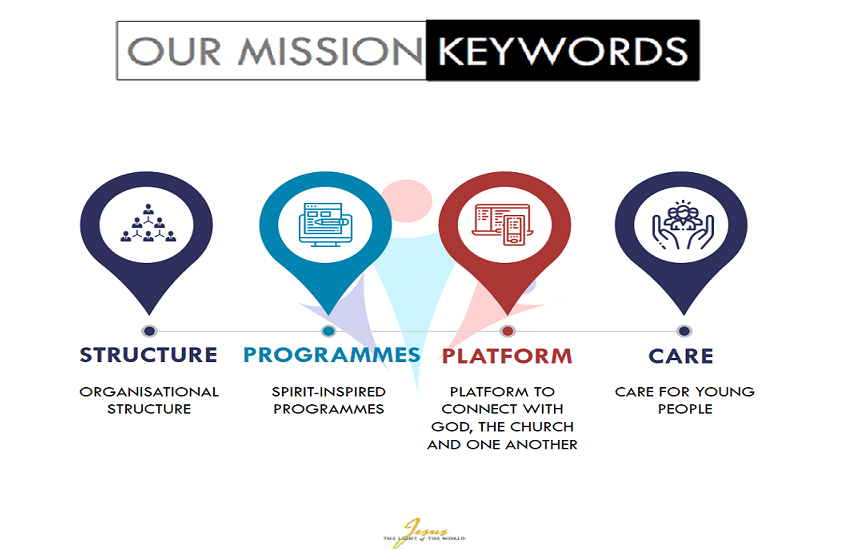 OUR MISSION KEYWORDS
STRUCTURE
ORGANISATIONAL
STRUCTURE
PROGRAMMES
SPIRIT-INSPIRED
PROGRAMMES
PLATFORM
PLATFORM TO
CONNECT WITH
GOD, THE CHURCH
AND ONE ANOTHER
CARE
CARE FOR YOUNG
PEOPLE
Jesus
THE LIGHT of THE WORLD